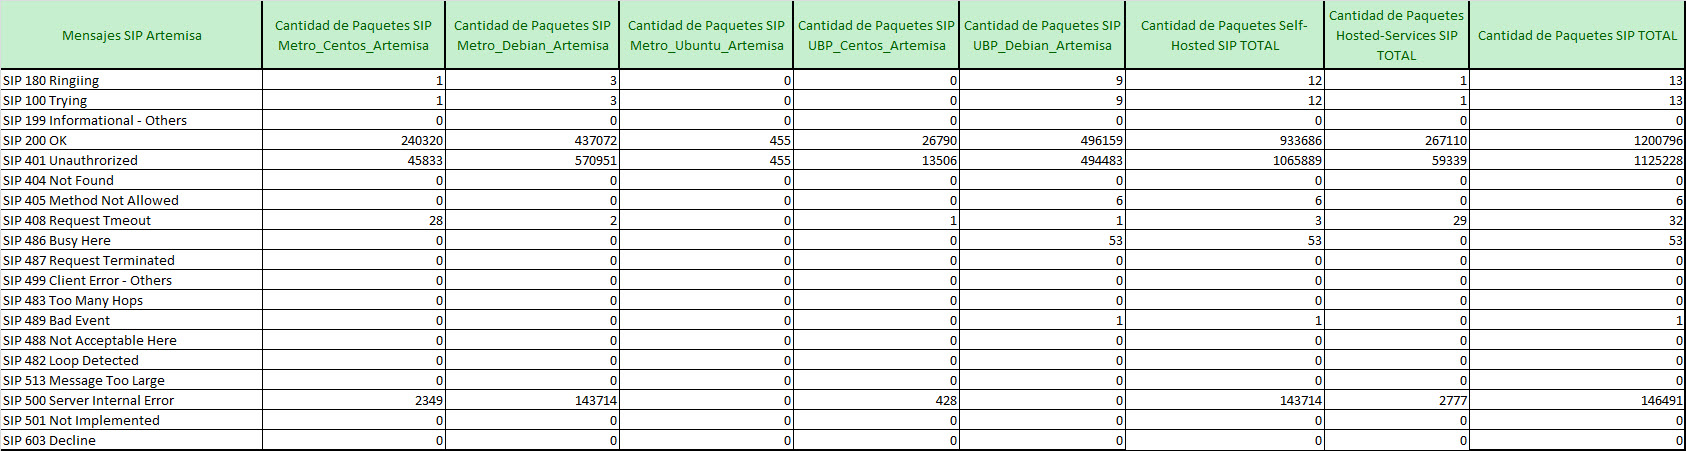 Mensajes SIP Artemisa
Cantidad de Paquetes SIP
Metro_Centos_Artemisa
Cantidad de Paquetes SIP
Metro_Debian_Artemisa
Cantidad de Paquetes SIP
Metro_Ubuntu_Artemisa
Cantidad de Paquetes SIP
UBP_Centos_Artemisa
Cantidad de Paquetes SIP
UBP_Debian_Artemisa
Cantidad de Paquetes Self-
Hosted SIP TOTAL
Cantidad de Paquetes
Hosted-Services SIP
TOTAL
Cantidad de Paquetes SIP TOTAL
SIP 180 Ringiing 1 3 0 0 9 12 1 13
SIP 100 Trying 1 3 0 0 9 12 1 13
SIP 199 Informational - Others 0 0 0 0 0 0 0 0
SIP 200 OK 240320 437072 455 26790 496159 933686 267110 1200796
SIP 401 Unauthrorized 45833 570951 455 13506 494483 1065889 59339 1125228
SIP 404 Not Found 0 0 0 0 0 0 0 0
SIP 405 Method Not Allowed 0 0 0 0 6 6 0 6
SIP 408 Request Tmeout 28 2 0 1 1 3 29 32
SIP 486 Busy Here 0 0 0 0 53 53 0 53
SIP 487 Request Terminated 0 0 0 0 0 0 0 0
SIP 499 Client Error - Others 0 0 0 0 0 0 0 0
SIP 483 Too Many Hops 0 0 0 0 0 0 0 0
SIP 489 Bad Event 0 0 0 0 1 1 0 1
SIP 488 Not Acceptable Here 0 0 0 0 0 0 0 0
SIP 482 Loop Detected 0 0 0 0 0 0 0 0
SIP 513 Message Too Large 0 0 0 0 0 0 0 0
SIP 500 Server Internal Error 2349 143714 0 428 0 143714 2777 146491
SIP 501 Not Implemented 0 0 0 0 0 0 0 0
SIP 603 Decline 0 0 0 0 0 0 0 0